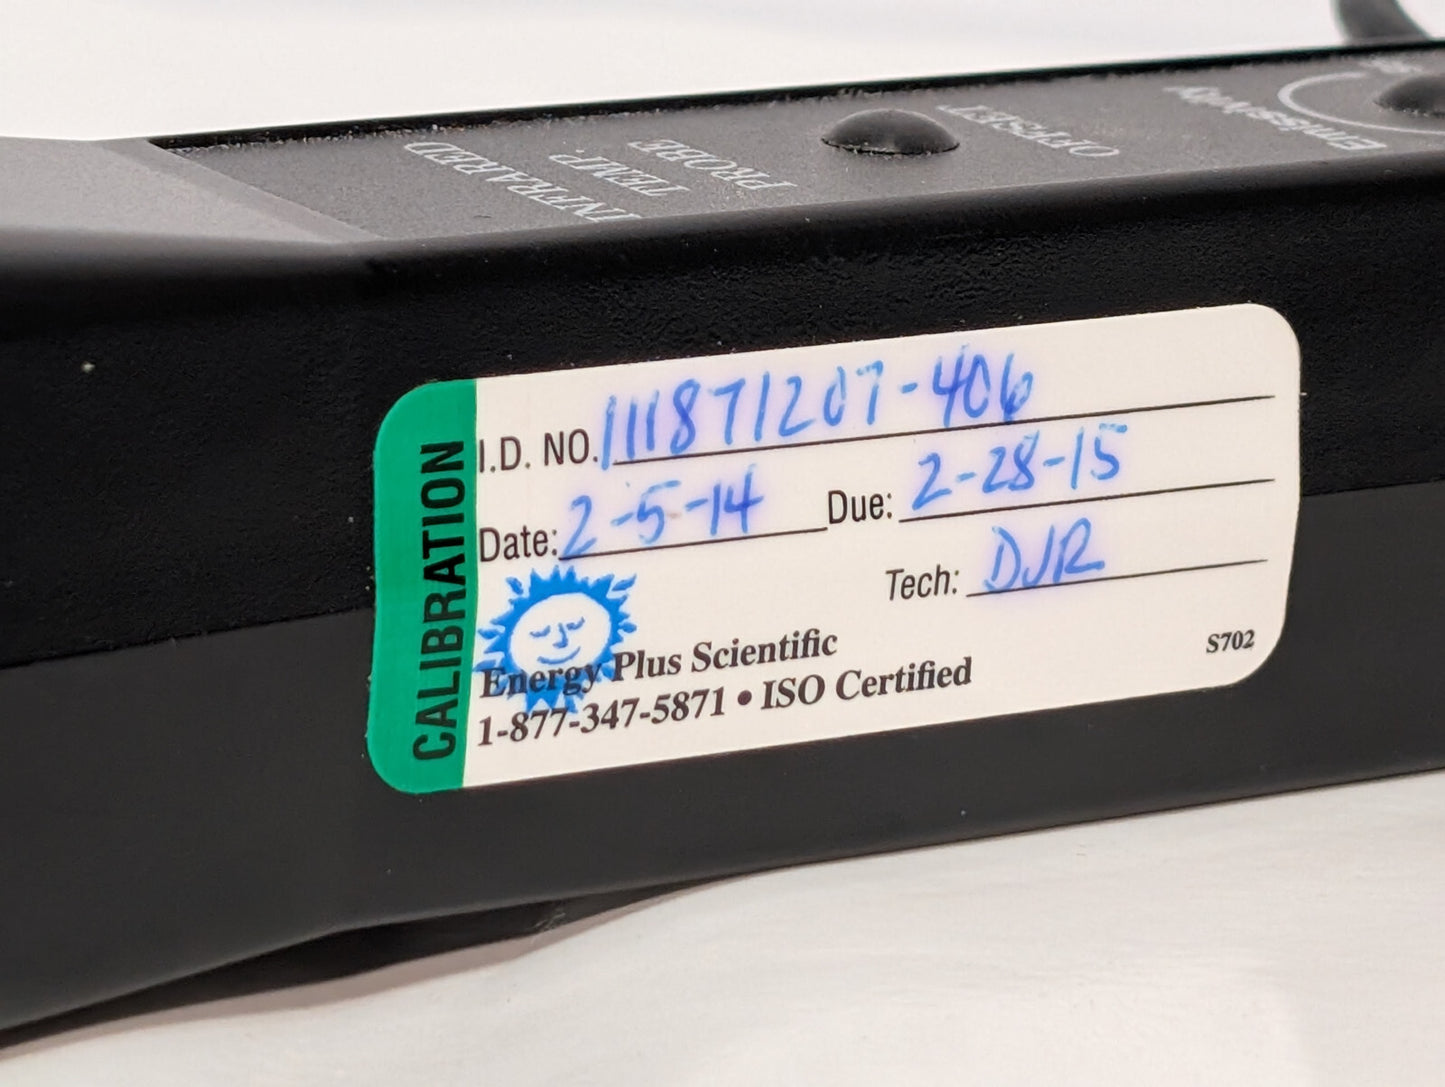 INFRARED
TEMP.
PROBE
OFFSET
Emissivity
CALIBRATION
I.D. NO. 111871207-406
Date: 2-5-14 Due: 2-28-15
Tech: DJR
Energy Plus Scientific
1-877-347-5871 • ISO Certified
S702